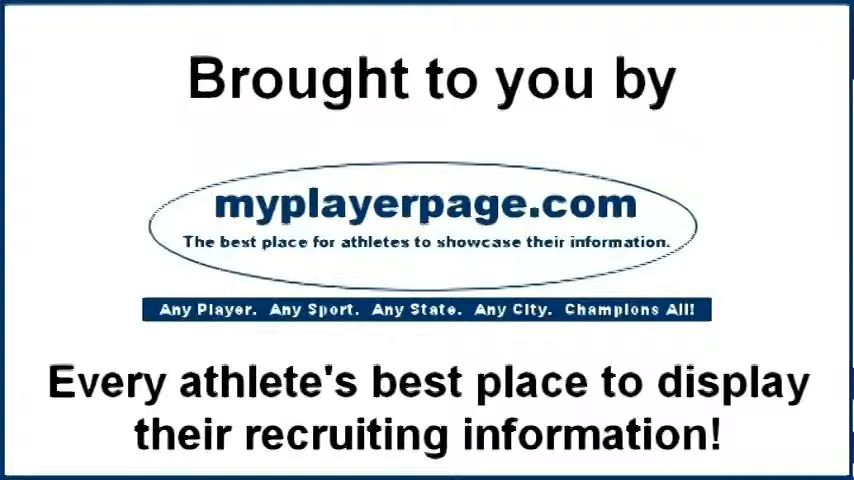 Brought to you by
myplayerpage.com
The best place for athletes to showcase their information.
Any Player. Any Sport. Any State. Any City. Champions All!
Every athlete's best place to display
their recruiting information!